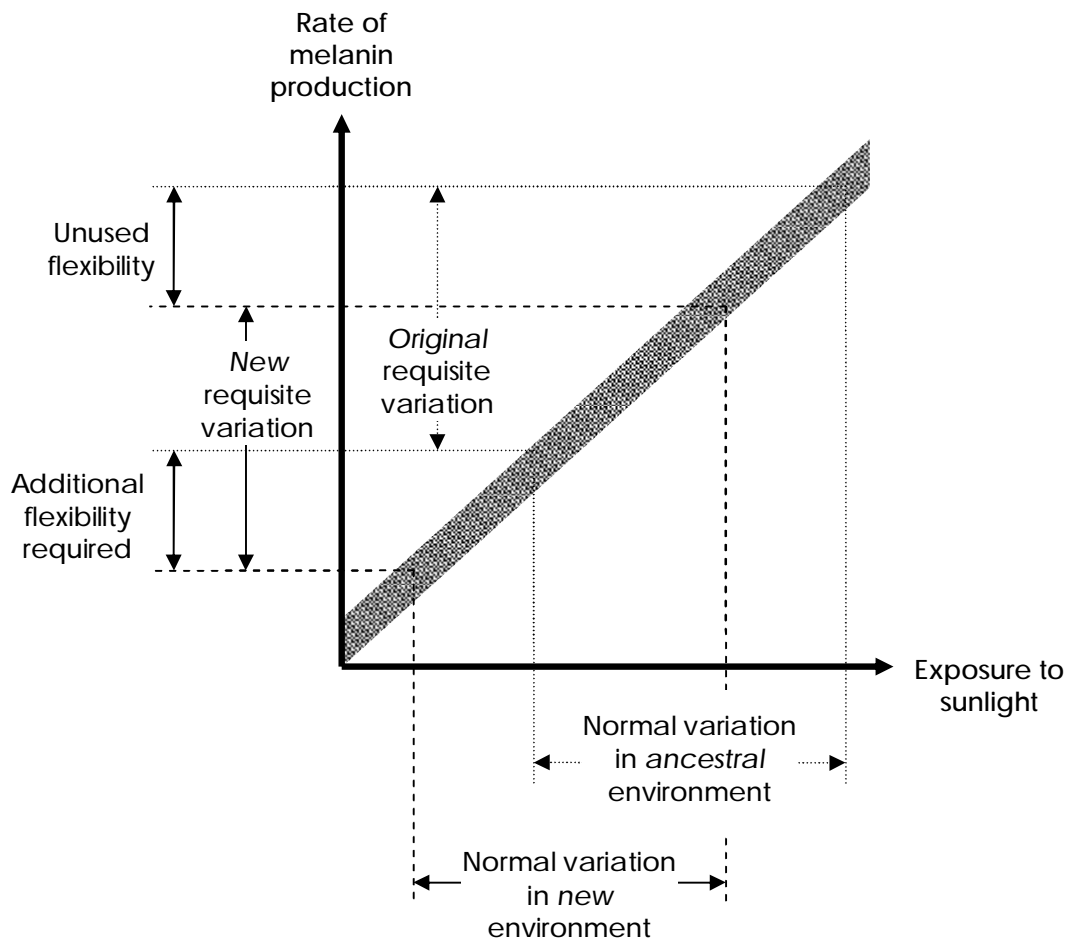 Rate of
melanin
production
Unused
flexibility
Original
requisite
variation
New
requisite
variation
Additional
flexibility
required
Exposure to
sunlight
Normal variation
in ancestral
environment
Normal variation
in new
environment